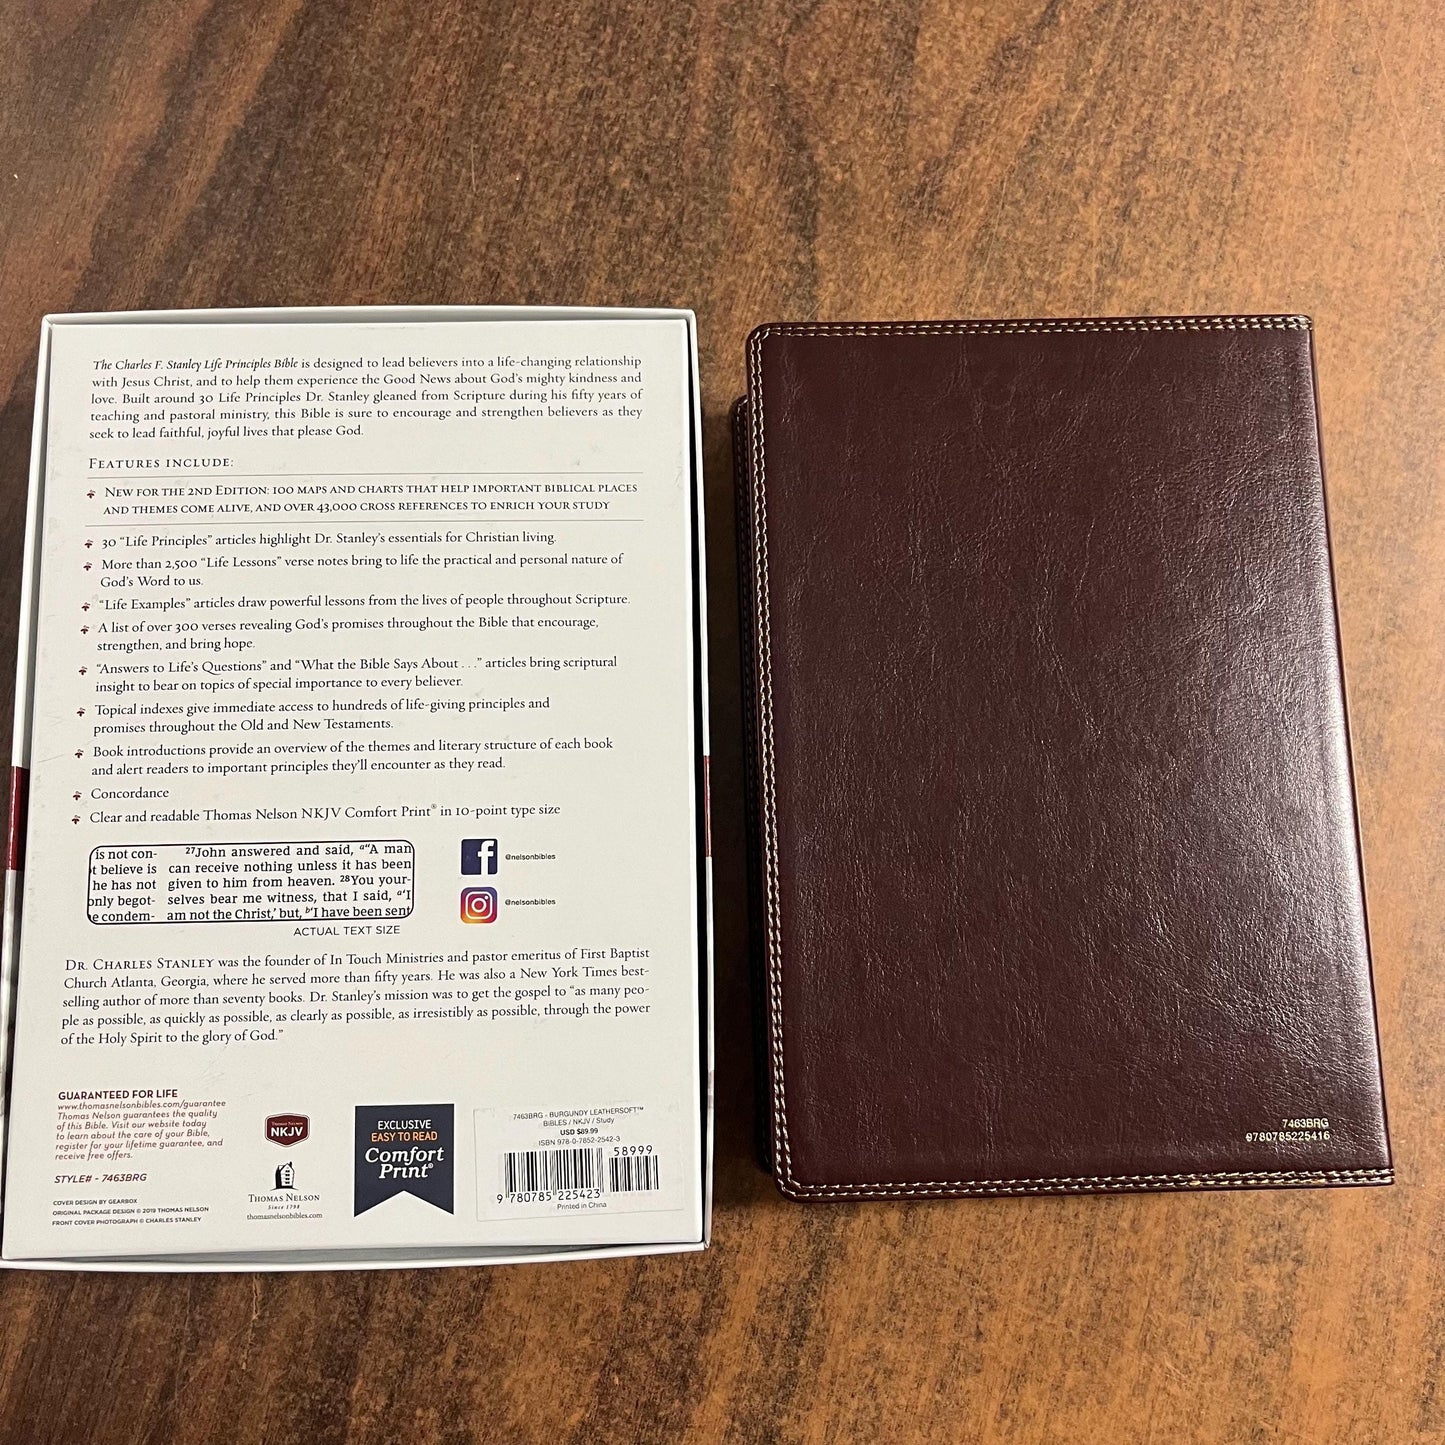 The Charles F. Stanley Life Principles Bible is designed to lead believers into a life-changing relationship
with Jesus Christ, and to help them experience the Good News about God's mighty kindness and
love. Built around 30 Life Principles Dr. Stanley gleaned from Scripture during his fifty years of
teaching and pastoral ministry, this Bible is sure to encourage and strengthen believers as they
seek to lead faithful, joyful lives that please God.
FEATURES INCLUDE:
NEW FOR THE 2ND EDITION: 100 MAPS AND CHARTS THAT HELP IMPORTANT BIBLICAL PLACES
AND THEMES COME ALIVE, AND OVER 43,000 CROSS REFERENCES TO ENRICH YOUR STUDY
30 “Life Principles” articles highlight Dr. Stanley's essentials for Christian living.
More than 2,500 “Life Lessons” verse notes bring to life the practical and personal nature of
God's Word to us.
“Life Examples” articles draw powerful lessons from the lives of people throughout Scripture.
A list of over 300 verses revealing God's promises throughout the Bible that encourage,
strengthen, and bring hope.
“Answers to Life's Questions” and “What the Bible Says About . . .” articles bring scriptural
insight to bear on topics of special importance to every believer.
Topical indexes give immediate access to hundreds of life-giving principles and
promises throughout the Old and New Testaments.
Book introductions provide an overview of the themes and literary structure of each book
and alert readers to important principles they'll encounter as they read.
Concordance
Clear and readable Thomas Nelson NKJV Comfort Print® in 10-point type size
is not con- 27John answered and said, a“A man
t believe is can receive nothing unless it has been
he has not given to him from heaven. 28You your-
only begot- selves bear me witness, that I said, a‘I
e condem- am not the Christ,’ but, b‘I have been sent
ACTUAL TEXT SIZE
@nelsonbibles
@nelsonbibles
DR. CHARLES STANLEY was the founder of In Touch Ministries and pastor emeritus of First Baptist
Church Atlanta, Georgia, where he served more than fifty years. He was also a New York Times best-
selling author of more than seventy books. Dr. Stanley's mission was to get the gospel to “as many peo-
ple as possible, as quickly as possible, as clearly as possible, as irresistibly as possible, through the power
of the Holy Spirit to the glory of God.”
GUARANTEED FOR LIFE
www.thomasnelsonbibles.com/guarantee
Thomas Nelson guarantees the quality
of this Bible. Visit our website today
to learn about the care of your Bible,
register for your lifetime guarantee, and
receive free offers.
STYLE# - 7463BRG
COVER DESIGN BY GEARBOX
ORIGINAL PACKAGE DESIGN © 2019 THOMAS NELSON
FRONT COVER PHOTOGRAPH © CHARLES STANLEY
THOMAS NELSON
NKJV
THOMAS NELSON
Since 1798
thomasnelsonbibles.com
EXCLUSIVE
EASY TO READ
Comfort
Print®
7463BRG - BURGUNDY LEATHERSOFT™
BIBLES / NKJV / Study
USD $89.99
ISBN 978-0-7852-2542-3
58999
9 780785 225423
Printed in China
7463BRG
9780785225416